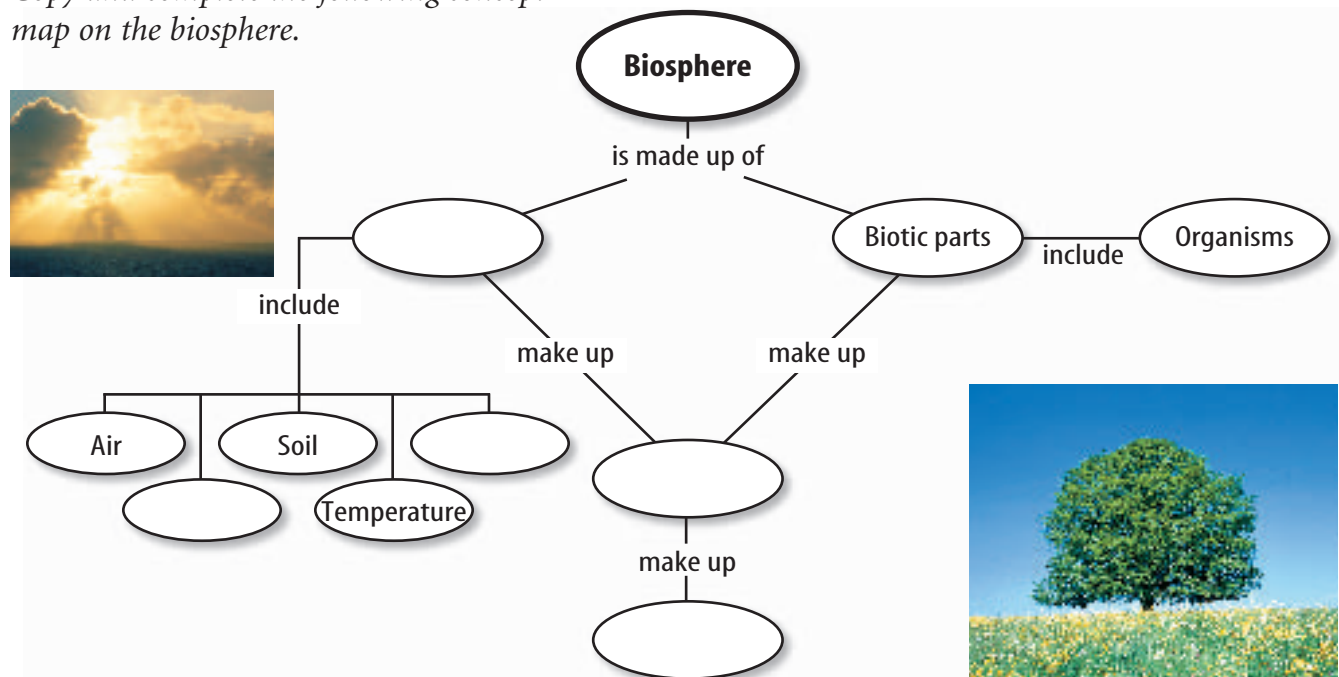 map on the biosphere.
Biosphere
is made up of
Biotic parts
include
Organisms
include
make up
make up
Air
Soil
Temperature
make up